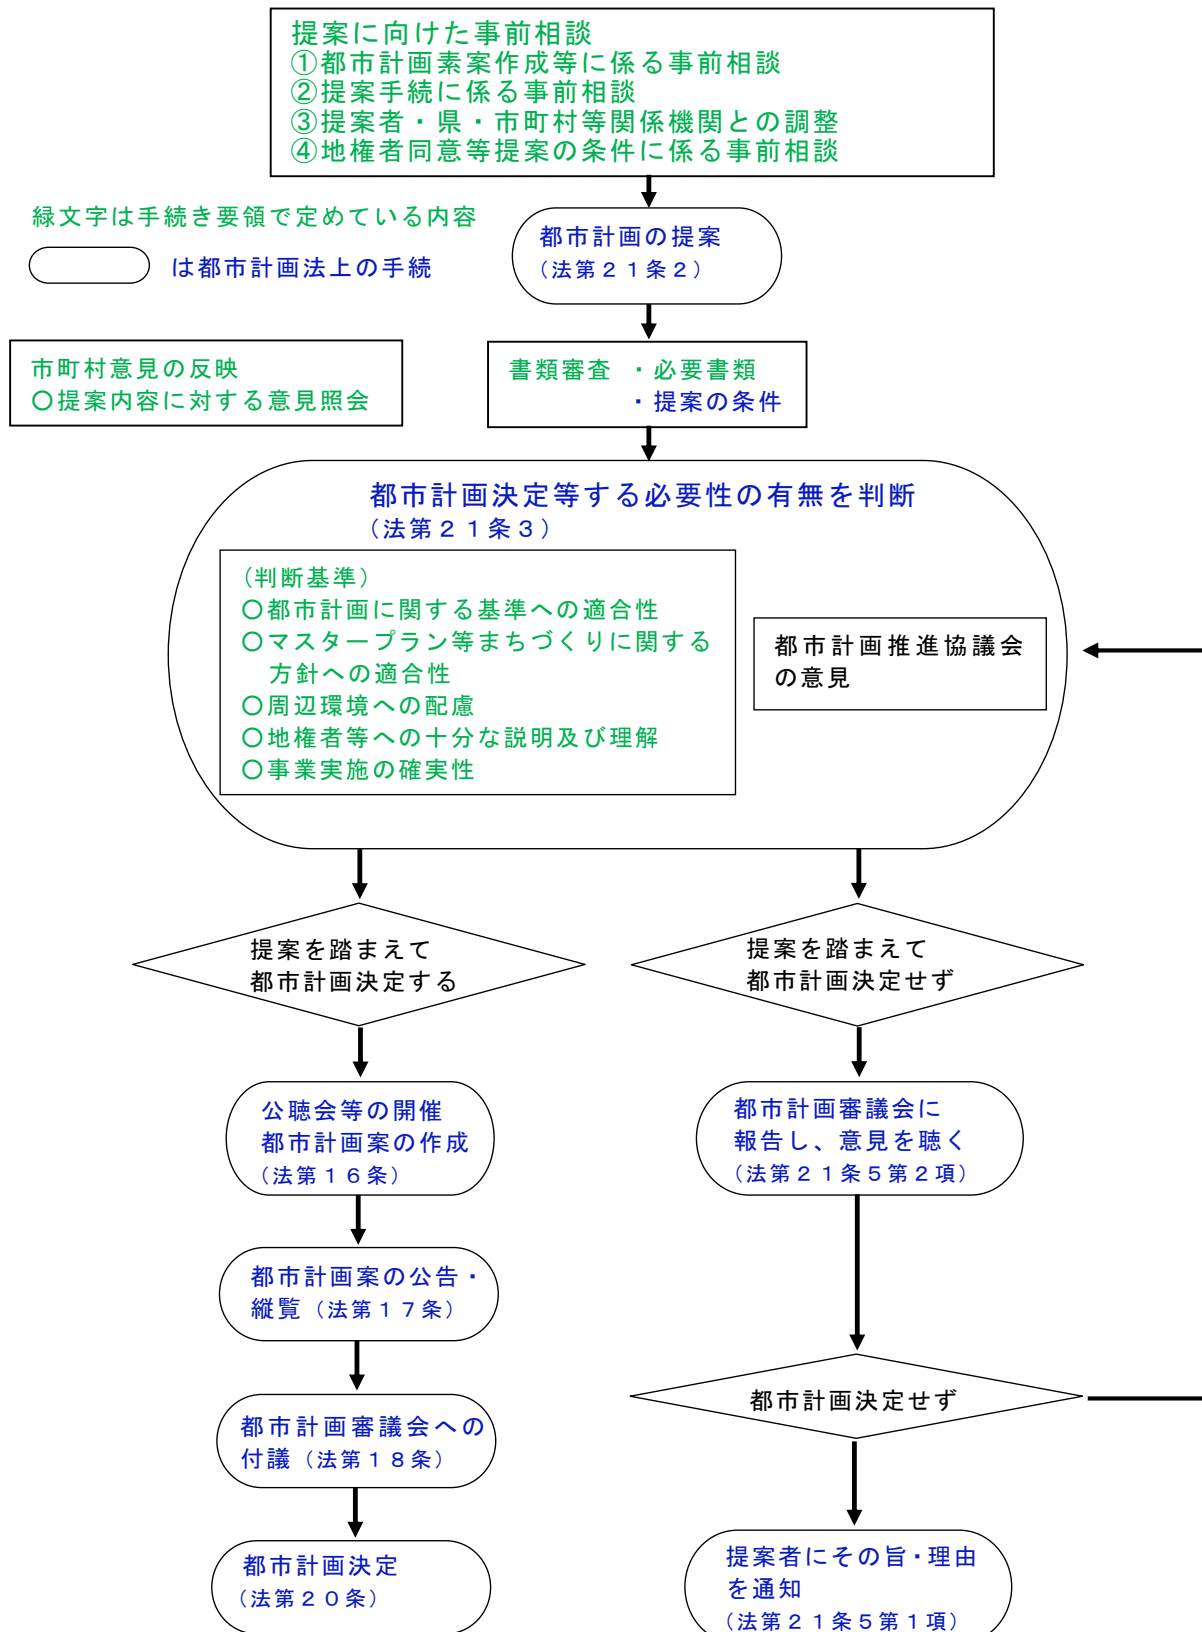 提案に向けた事前相談
①都市計画素案作成等に係る事前相談
②提案手続に係る事前相談
③提案者・県・市町村等関係機関との調整
④地権者同意等提案の条件に係る事前相談
緑文字は手続き要領で定めている内容
は都市計画法上の手続
都市計画の提案
（法第２１条２）
市町村意見の反映
○提案内容に対する意見照会
書類審査 ・必要書類
・提案の条件
都市計画決定等する必要性の有無を判断
（法第２１条３）
（判断基準）
○都市計画に関する基準への適合性
○マスタープラン等まちづくりに関する
方針への適合性
○周辺環境への配慮
○地権者等への十分な説明及び理解
○事業実施の確実性
都市計画推進協議会
の意見
提案を踏まえて
都市計画決定する
提案を踏まえて
都市計画決定せず
公聴会等の開催
都市計画案の作成
（法第１６条）
都市計画審議会に
報告し、意見を聴く
（法第２１条５第２項）
都市計画案の公告・
縦覧（法第１７条）
都市計画審議会への
付議（法第１８条）
都市計画決定せず
都市計画決定
（法第２０条）
提案者にその旨・理由
を通知
（法第２１条５第１項）